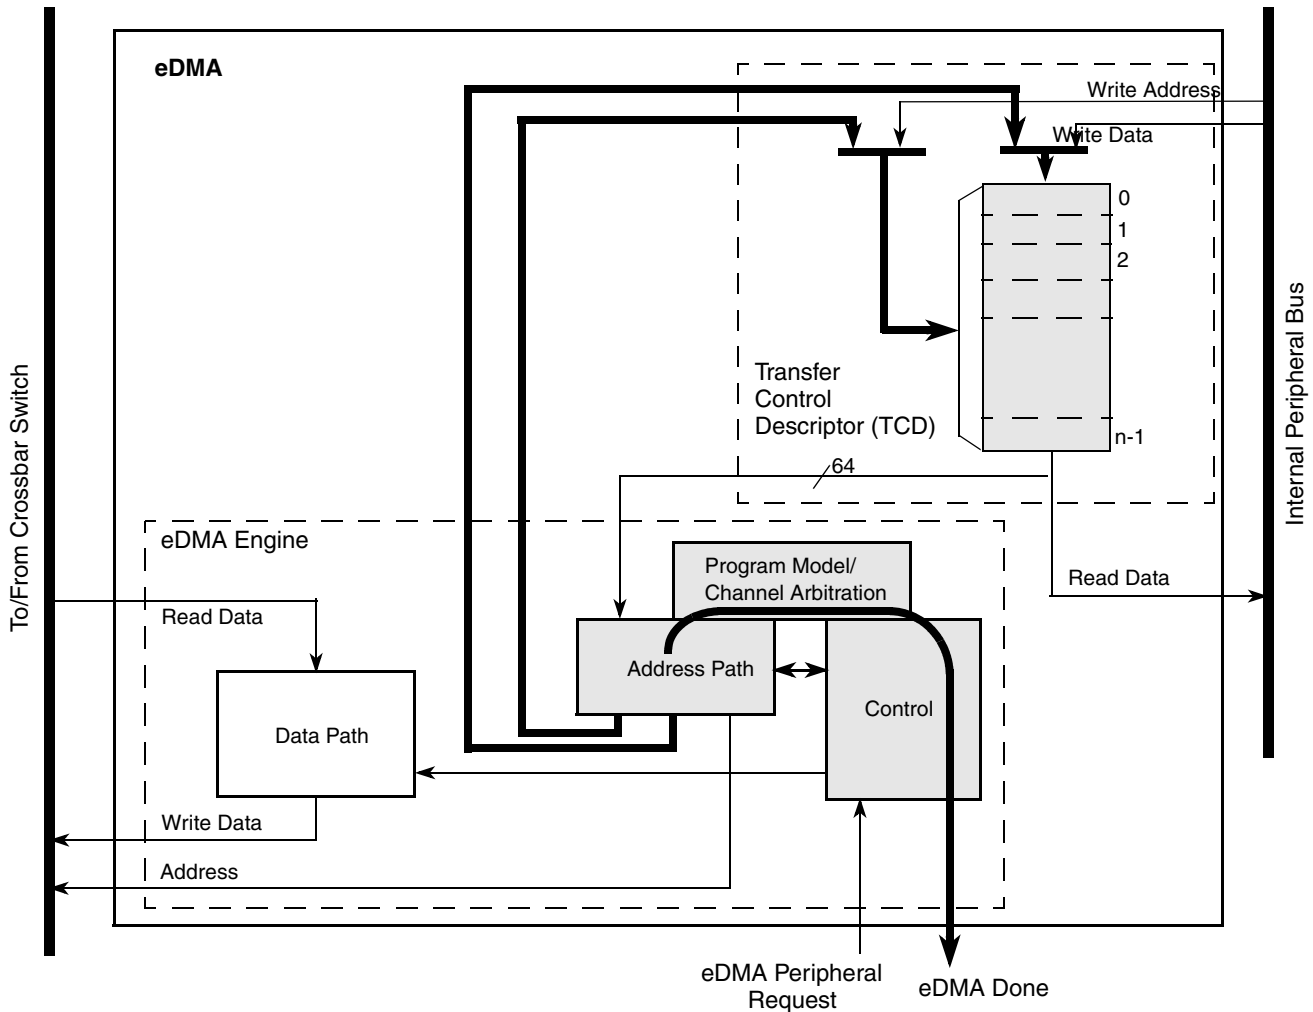 eDMA
Write Address
Write Data
0
1
2
n-1
Transfer
Control
Descriptor (TCD)
64
To/From Crossbar Switch
Internal Peripheral Bus
eDMA Engine
Program Model/
Channel Arbitration
Read Data
Read Data
Address Path
Control
Data Path
Write Data
Address
eDMA Peripheral
Request
eDMA Done